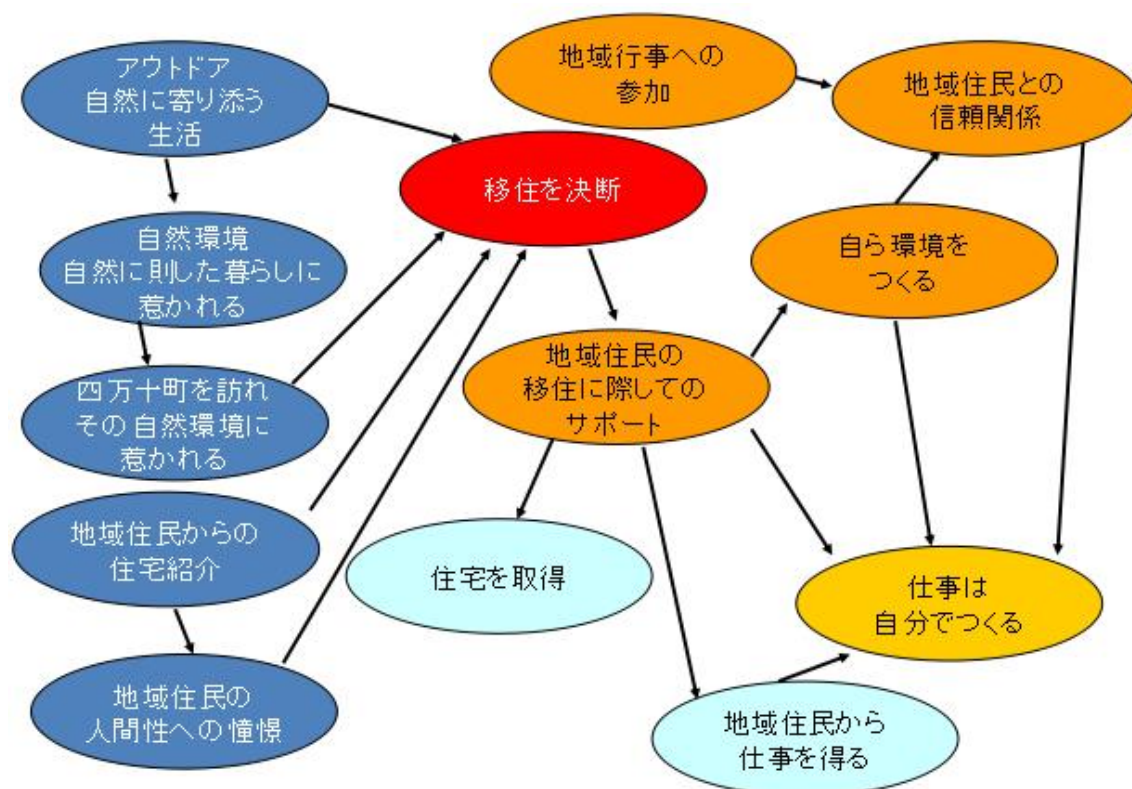 アウトドア
自然に寄り添う
生活
地域行事への
参加
地域住民との
信頼関係
移住を決断
自然環境
自然に則した暮らしに
惹かれる
自ら環境を
つくる
四万十町を訪れ
その自然環境に
惹かれる
地域住民の
移住に際しての
サポート
地域住民からの
住宅紹介
住宅を取得
仕事は
自分でつくる
地域住民の
人間性への憧憬
地域住民から
仕事を得る